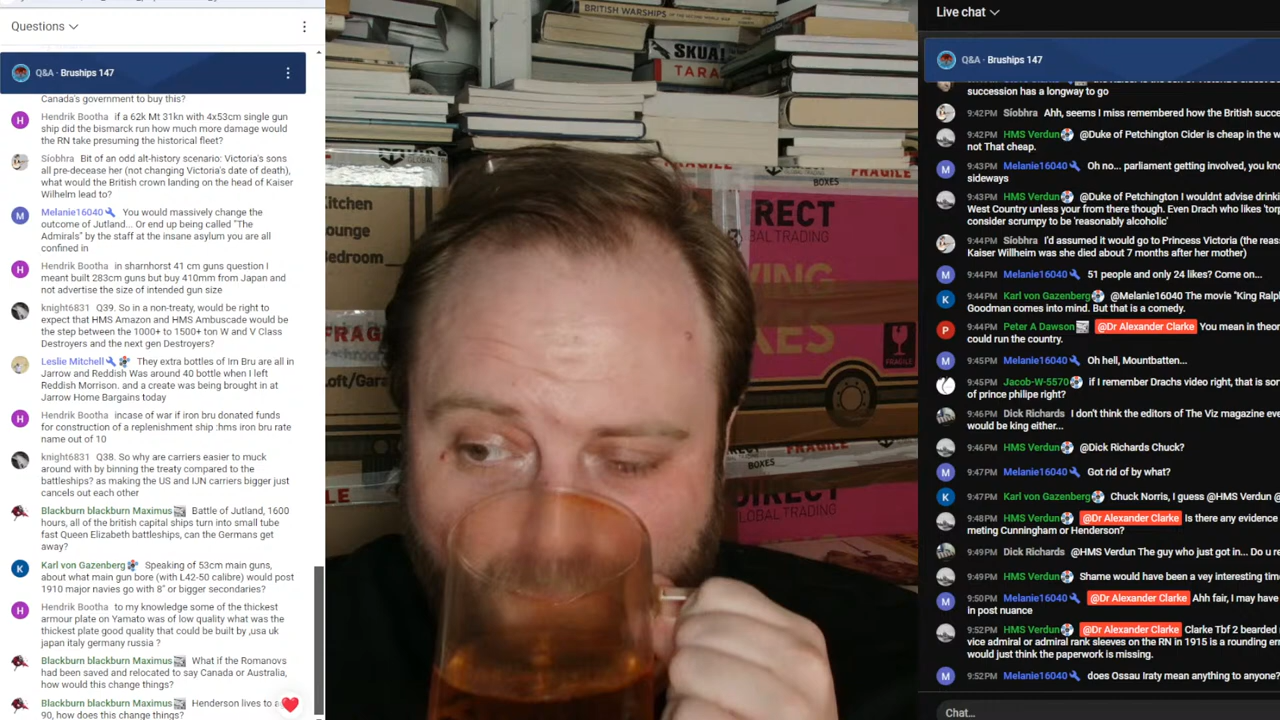 Questions
Q&A · Bruships 147
Canada's government to buy this?
Hendrik Bootha if a 62k Mt 31kn with 4x53cm single gun
ship did the bismarck run how much more damage would
the RN take presuming the historical fleet?
Síobhra Bit of an odd alt-history scenario: Victoria's sons
all pre-decease her (not changing Victoria's date of death),
what would the British crown landing on the head of Kaiser
Wilhelm lead to?
Melanie16040 You would massively change the
outcome of Jutland... Or end up being called "The
Admirals" by the staff at the insane asylum you are all
confined in
Hendrik Bootha in sharnhorst 41 cm guns question I
meant built 283cm guns but buy 410mm from Japan and
not advertise the size of intended gun size
knight6831 Q39. So in a non-treaty, would be right to
expect that HMS Amazon and HMS Ambuscade would be
the step between the 1000+ to 1500+ ton W and V Class
Destroyers and the next gen Destroyers?
Leslie Mitchell They extra bottles of Irn Bru are all in
Jarrow and Reddish Was around 40 bottle when I left
Reddish Morrison. and a create was being brought in at
Jarrow Home Bargains today
Hendrik Bootha incase of war if iron bru donated funds
for construction of a replenishment ship :hms iron bru rate
name out of 10
knight6831 Q38. So why are carriers easier to muck
around with by binning the treaty compared to the
battleships? as making the US and IJN carriers bigger just
cancels out each other
Blackburn blackburn Maximus Battle of Jutland, 1600
hours, all of the british capital ships turn into small tube
fast Queen Elizabeth battleships, can the Germans get
away?
Karl von Gazenberg Speaking of 53cm main guns,
about what main gun bore (with L42-50 calibre) would post
1910 major navies go with 8" or bigger secondaries?
Hendrik Bootha to my knowledge some of the thickest
armour plate on Yamato was of low quality what was the
thickest plate good quality that could be built by ,usa uk
japan italy germany russia ?
Blackburn blackburn Maximus What if the Romanovs
had been saved and relocated to say Canada or Australia,
how would this change things?
Blackburn blackburn Maximus Henderson lives to
90, how does this change things?
BRITISH WARSHIPS
SKUA!
TARA
FRAGILE
BOXES
Kitchen
Lounge
Bedroom
FRAG
Loft/Gara
RECT
BAL TRADING
VING
XES
FRAGILE
BOXES
DIRECT
GLOBAL TRADING
Live chat
Q&A · Bruships 147
succession has a longway to go
9:42PM Síobhra Ahh, seems I miss remembered how the British succe
9:42PM HMS Verdun @Duke of Petchington Cider is cheap in the w
not That cheap.
9:43PM Melanie16040 Oh no... parliament getting involved, you kno
sideways
9:43PM HMS Verdun @Duke of Petchington I wouldnt advise drinki
West Country unless your from there though. Even Drach who likes 'torp
consider scrumpy to be 'reasonably alcoholic'
9:44PM Síobhra I'd assumed it would go to Princess Victoria (the reas
Kaiser Willheim was she died about 7 months after her mother)
9:44PM Melanie16040 51 people and only 24 likes? Come on...
9:44PM Karl von Gazenberg @Melanie16040 The movie "King Ralph
Goodman comes into mind. But that is a comedy.
9:44PM Peter A Dawson @Dr Alexander Clarke You mean in theor
could run the country.
9:45PM Melanie16040 Oh hell, Mountbatten...
9:45PM Jacob-W-5570 if I remember Drachs video right, that is son
of prince philipe right?
9:46PM Dick Richards I don't think the editors of The Viz magazine eve
would be king either...
9:46PM HMS Verdun @Dick Richards Chuck?
9:47PM Melanie16040 Got rid of by what?
9:47PM Karl von Gazenberg Chuck Norris, I guess @HMS Verdun @
9:48PM HMS Verdun @Dr Alexander Clarke Is there any evidence
meting Cunningham or Henderson?
9:49PM Dick Richards @HMS Verdun The guy who just got in... Do u re
9:49PM HMS Verdun Shame would have been a vey interesting time
9:50PM Melanie16040 @Dr Alexander Clarke Ahh fair, I may have
in post nuance
9:52PM HMS Verdun @Dr Alexander Clarke Clarke Tbf 2 bearded
vice admiral or admiral rank sleeves on the RN in 1915 is a rounding erro
would just think the paperwork is missing.
9:52PM Melanie16040 does Ossau Iraty mean anything to anyone?
Chat...